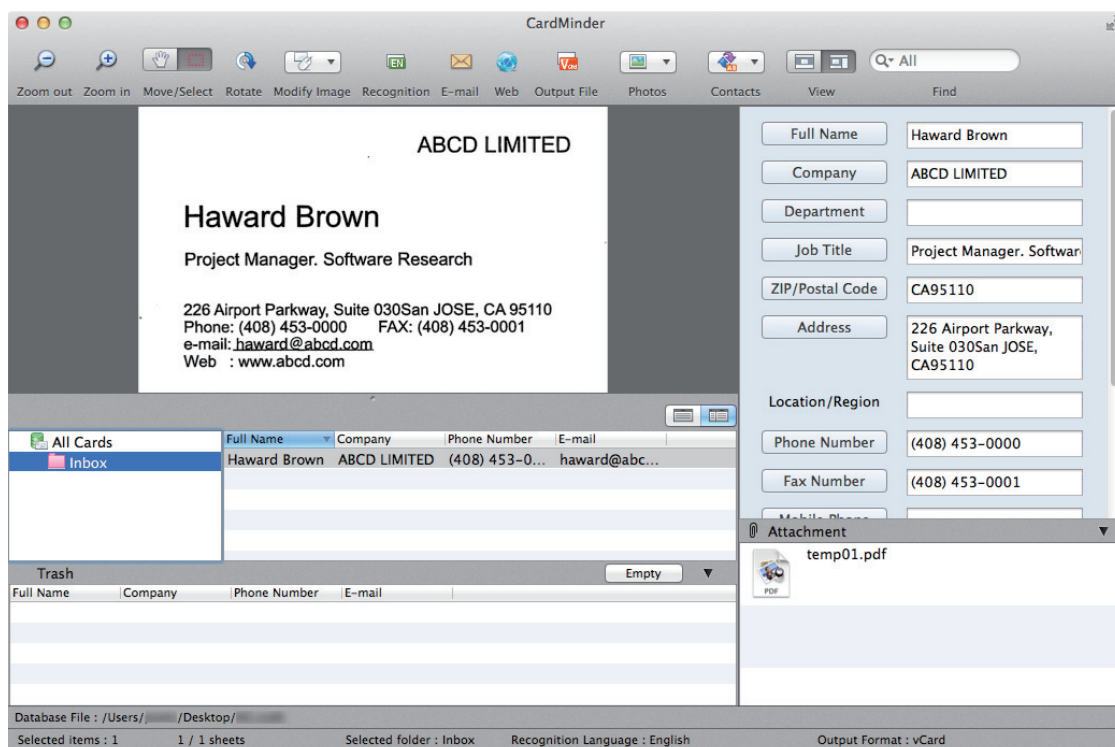 CardMinder
All
Zoom out Zoom in Move/Select Rotate Modify Image Recognition E-mail Web Output File Photos Contacts View Find
EN
ABCD LIMITED
Haward Brown
Project Manager. Software Research
226 Airport Parkway, Suite 030San JOSE, CA 95110
Phone: (408) 453-0000 FAX: (408) 453-0001
e-mail: haward@abcd.com
Web : www.abcd.com
Full Name Haward Brown
Company ABCD LIMITED
Department
Job Title Project Manager. Softwar
ZIP/Postal Code CA95110
Address 226 Airport Parkway,
Suite 030San JOSE,
CA95110
Location/Region
Phone Number (408) 453-0000
Fax Number (408) 453-0001
Mobile Phone
All Cards
Inbox
Full Name Company Phone Number E-mail
Haward Brown ABCD LIMITED (408) 453-0... haward@abc...
Attachment
temp01.pdf
PDF
Trash Empty
Full Name Company Phone Number E-mail
Database File : /Users/ /Desktop/
Selected items : 1 1 / 1 sheets Selected folder : Inbox Recognition Language : English Output Format : vCard